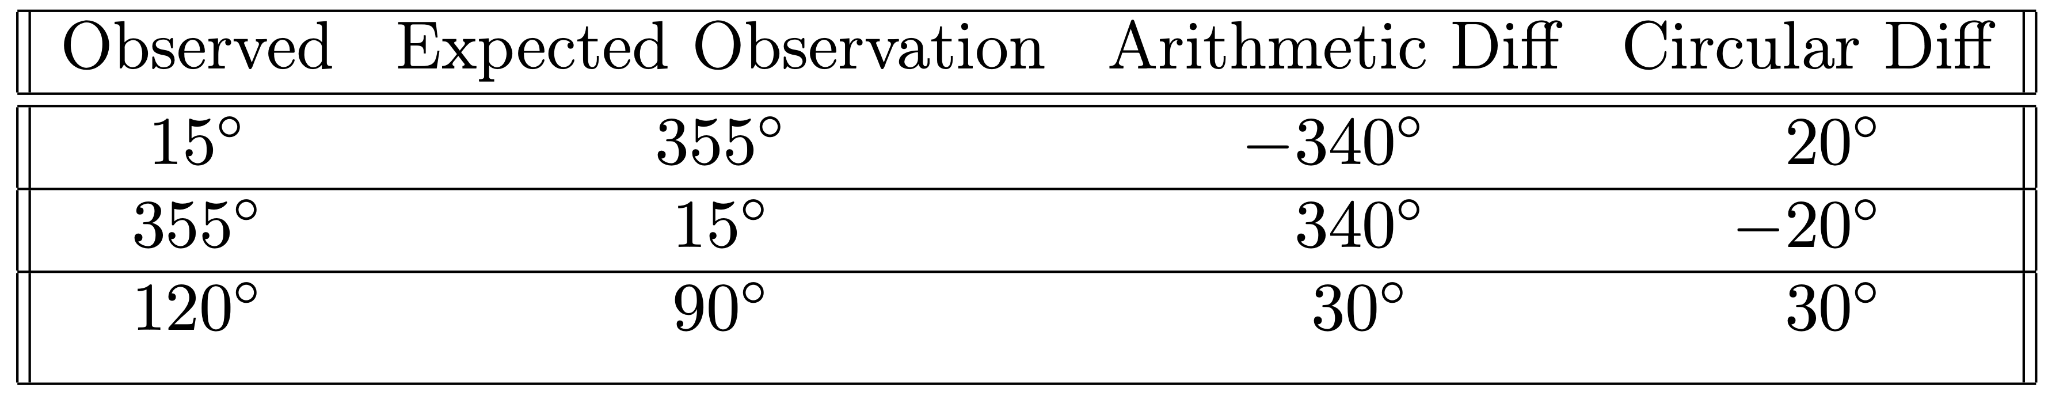 Observed Expected Observation Arithmetic Diff Circular Diff
15° 355° −340° 20°
355° 15° 340° −20°
120° 90° 30° 30°